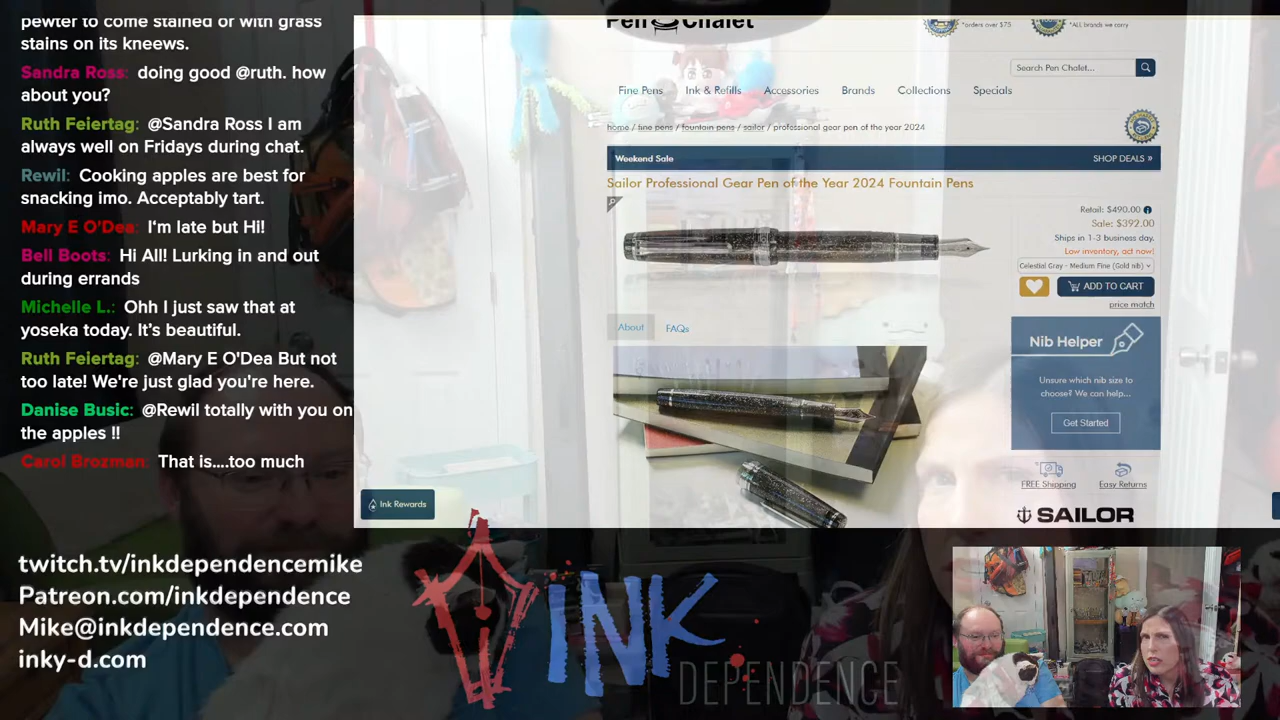 pewter to come stained or with grass
stains on its kneews.
Sandra Ross: doing good @ruth. how
about you?
Ruth Feiertag: @Sandra Ross I am
always well on Fridays during chat.
Rewil: Cooking apples are best for
snacking imo. Acceptably tart.
Mary E O'Dea: I'm late but Hi!
Bell Boots: Hi All! Lurking in and out
during errands
Michelle L.: Ohh I just saw that at
yoseka today. It's beautiful.
Ruth Feiertag: @Mary E O'Dea But not
too late! We're just glad you're here.
Danise Busic: @Rewil totally with you on
the apples !!
Carol Brozman: That is....too much
twitch.tv/inkdependencemike
Patreon.com/inkdependence
Mike@inkdependence.com
inky-d.com
Pen Chalet
*orders over $75
*ALL brands we carry
Search Pen Chalet...
Fine Pens Ink & Refills Accessories Brands Collections Specials
home / fine pens / fountain pens / sailor / professional gear pen of the year 2024
Weekend Sale SHOP DEALS »
Sailor Professional Gear Pen of the Year 2024 Fountain Pens
Retail: $490.00
Sale: $392.00
Ships in 1-3 business day.
Low inventory, act now!
Celestial Gray - Medium Fine (Gold nib)
ADD TO CART
price match
About FAQs
Nib Helper
Unsure which nib size to
choose? We can help...
Get Started
FREE Shipping Easy Returns
SAILOR
Ink Rewards
INK
DEPENDENCE